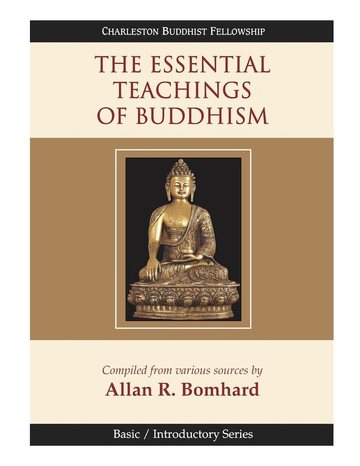 CHARLESTON BUDDHIST FELLOWSHIP
THE ESSENTIAL
TEACHINGS
OF BUDDHISM
Compiled from various sources by
Allan R. Bomhard
Basic / Introductory Series